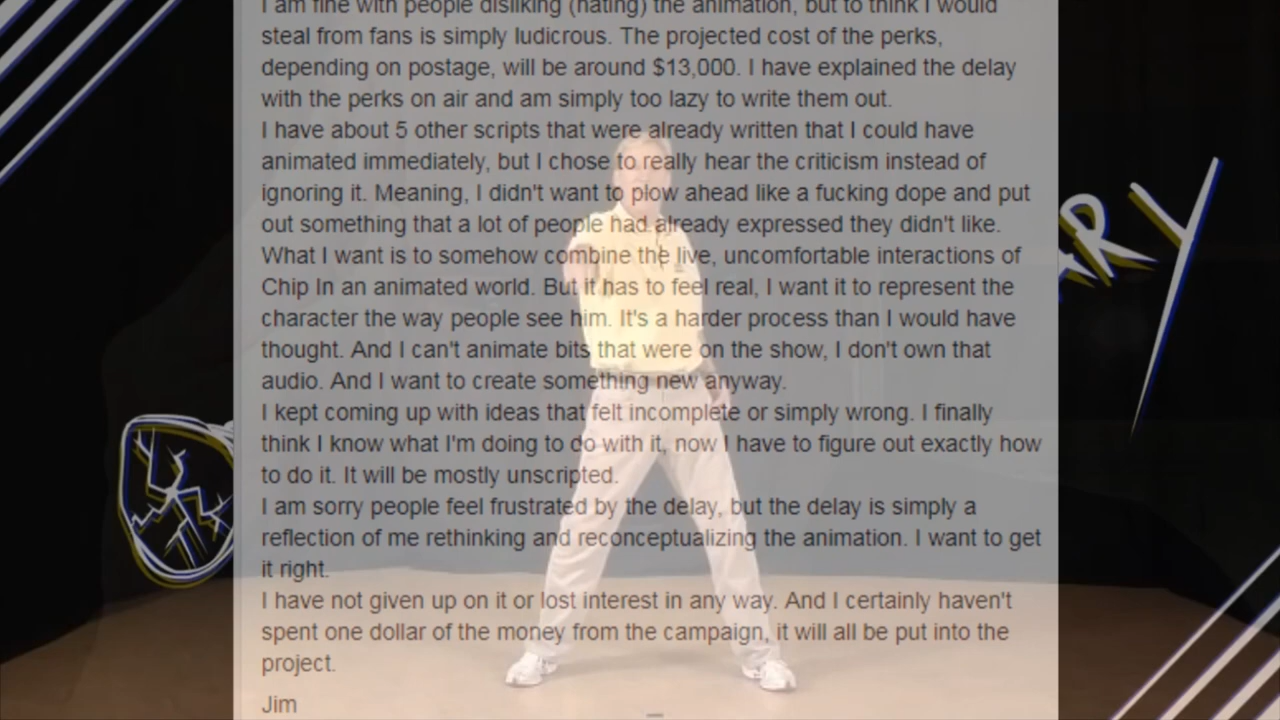 I am fine with people disliking (hating) the animation, but to think I would
steal from fans is simply ludicrous. The projected cost of the perks,
depending on postage, will be around $13,000. I have explained the delay
with the perks on air and am simply too lazy to write them out.
I have about 5 other scripts that were already written that I could have
animated immediately, but I chose to really hear the criticism instead of
ignoring it. Meaning, I didn't want to plow ahead like a fucking dope and put
out something that a lot of people had already expressed they didn't like.
What I want is to somehow combine the live, uncomfortable interactions of
Chip In an animated world. But it has to feel real, I want it to represent the
character the way people see him. It's a harder process than I would have
thought. And I can't animate bits that were on the show, I don't own that
audio. And I want to create something new anyway.
I kept coming up with ideas that felt incomplete or simply wrong. I finally
think I know what I'm doing to do with it, now I have to figure out exactly how
to do it. It will be mostly unscripted.
I am sorry people feel frustrated by the delay, but the delay is simply a
reflection of me rethinking and reconceptualizing the animation. I want to get
it right.
I have not given up on it or lost interest in any way. And I certainly haven't
spent one dollar of the money from the campaign, it will all be put into the
project.
Jim